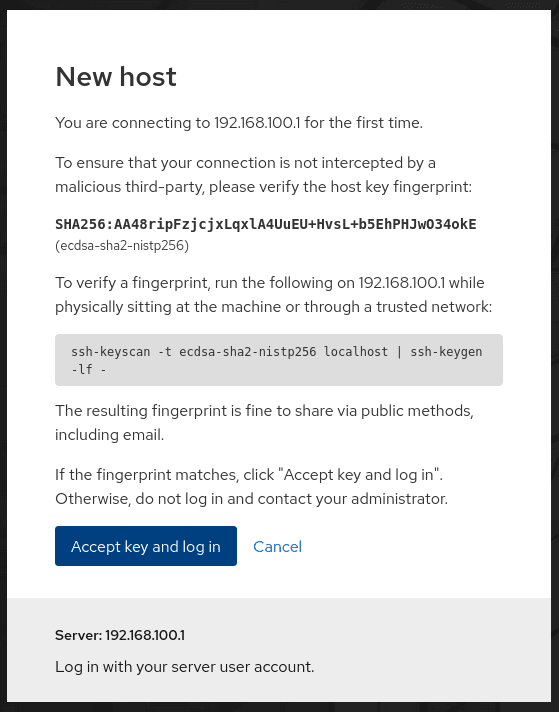 New host
You are connecting to 192.168.100.1 for the first time.
To ensure that your connection is not intercepted by a
malicious third-party, please verify the host key fingerprint:
SHA256:AA48ripFzjcjxLqxlA4UuEU+HvsL+b5EhPHJwO34okE
(ecdsa-sha2-nistp256)
To verify a fingerprint, run the following on 192.168.100.1 while
physically sitting at the machine or through a trusted network:
ssh-keyscan -t ecdsa-sha2-nistp256 localhost | ssh-keygen
-lf -
The resulting fingerprint is fine to share via public methods,
including email.
If the fingerprint matches, click "Accept key and log in".
Otherwise, do not log in and contact your administrator.
Accept key and log in
Cancel
Server: 192.168.100.1
Log in with your server user account.